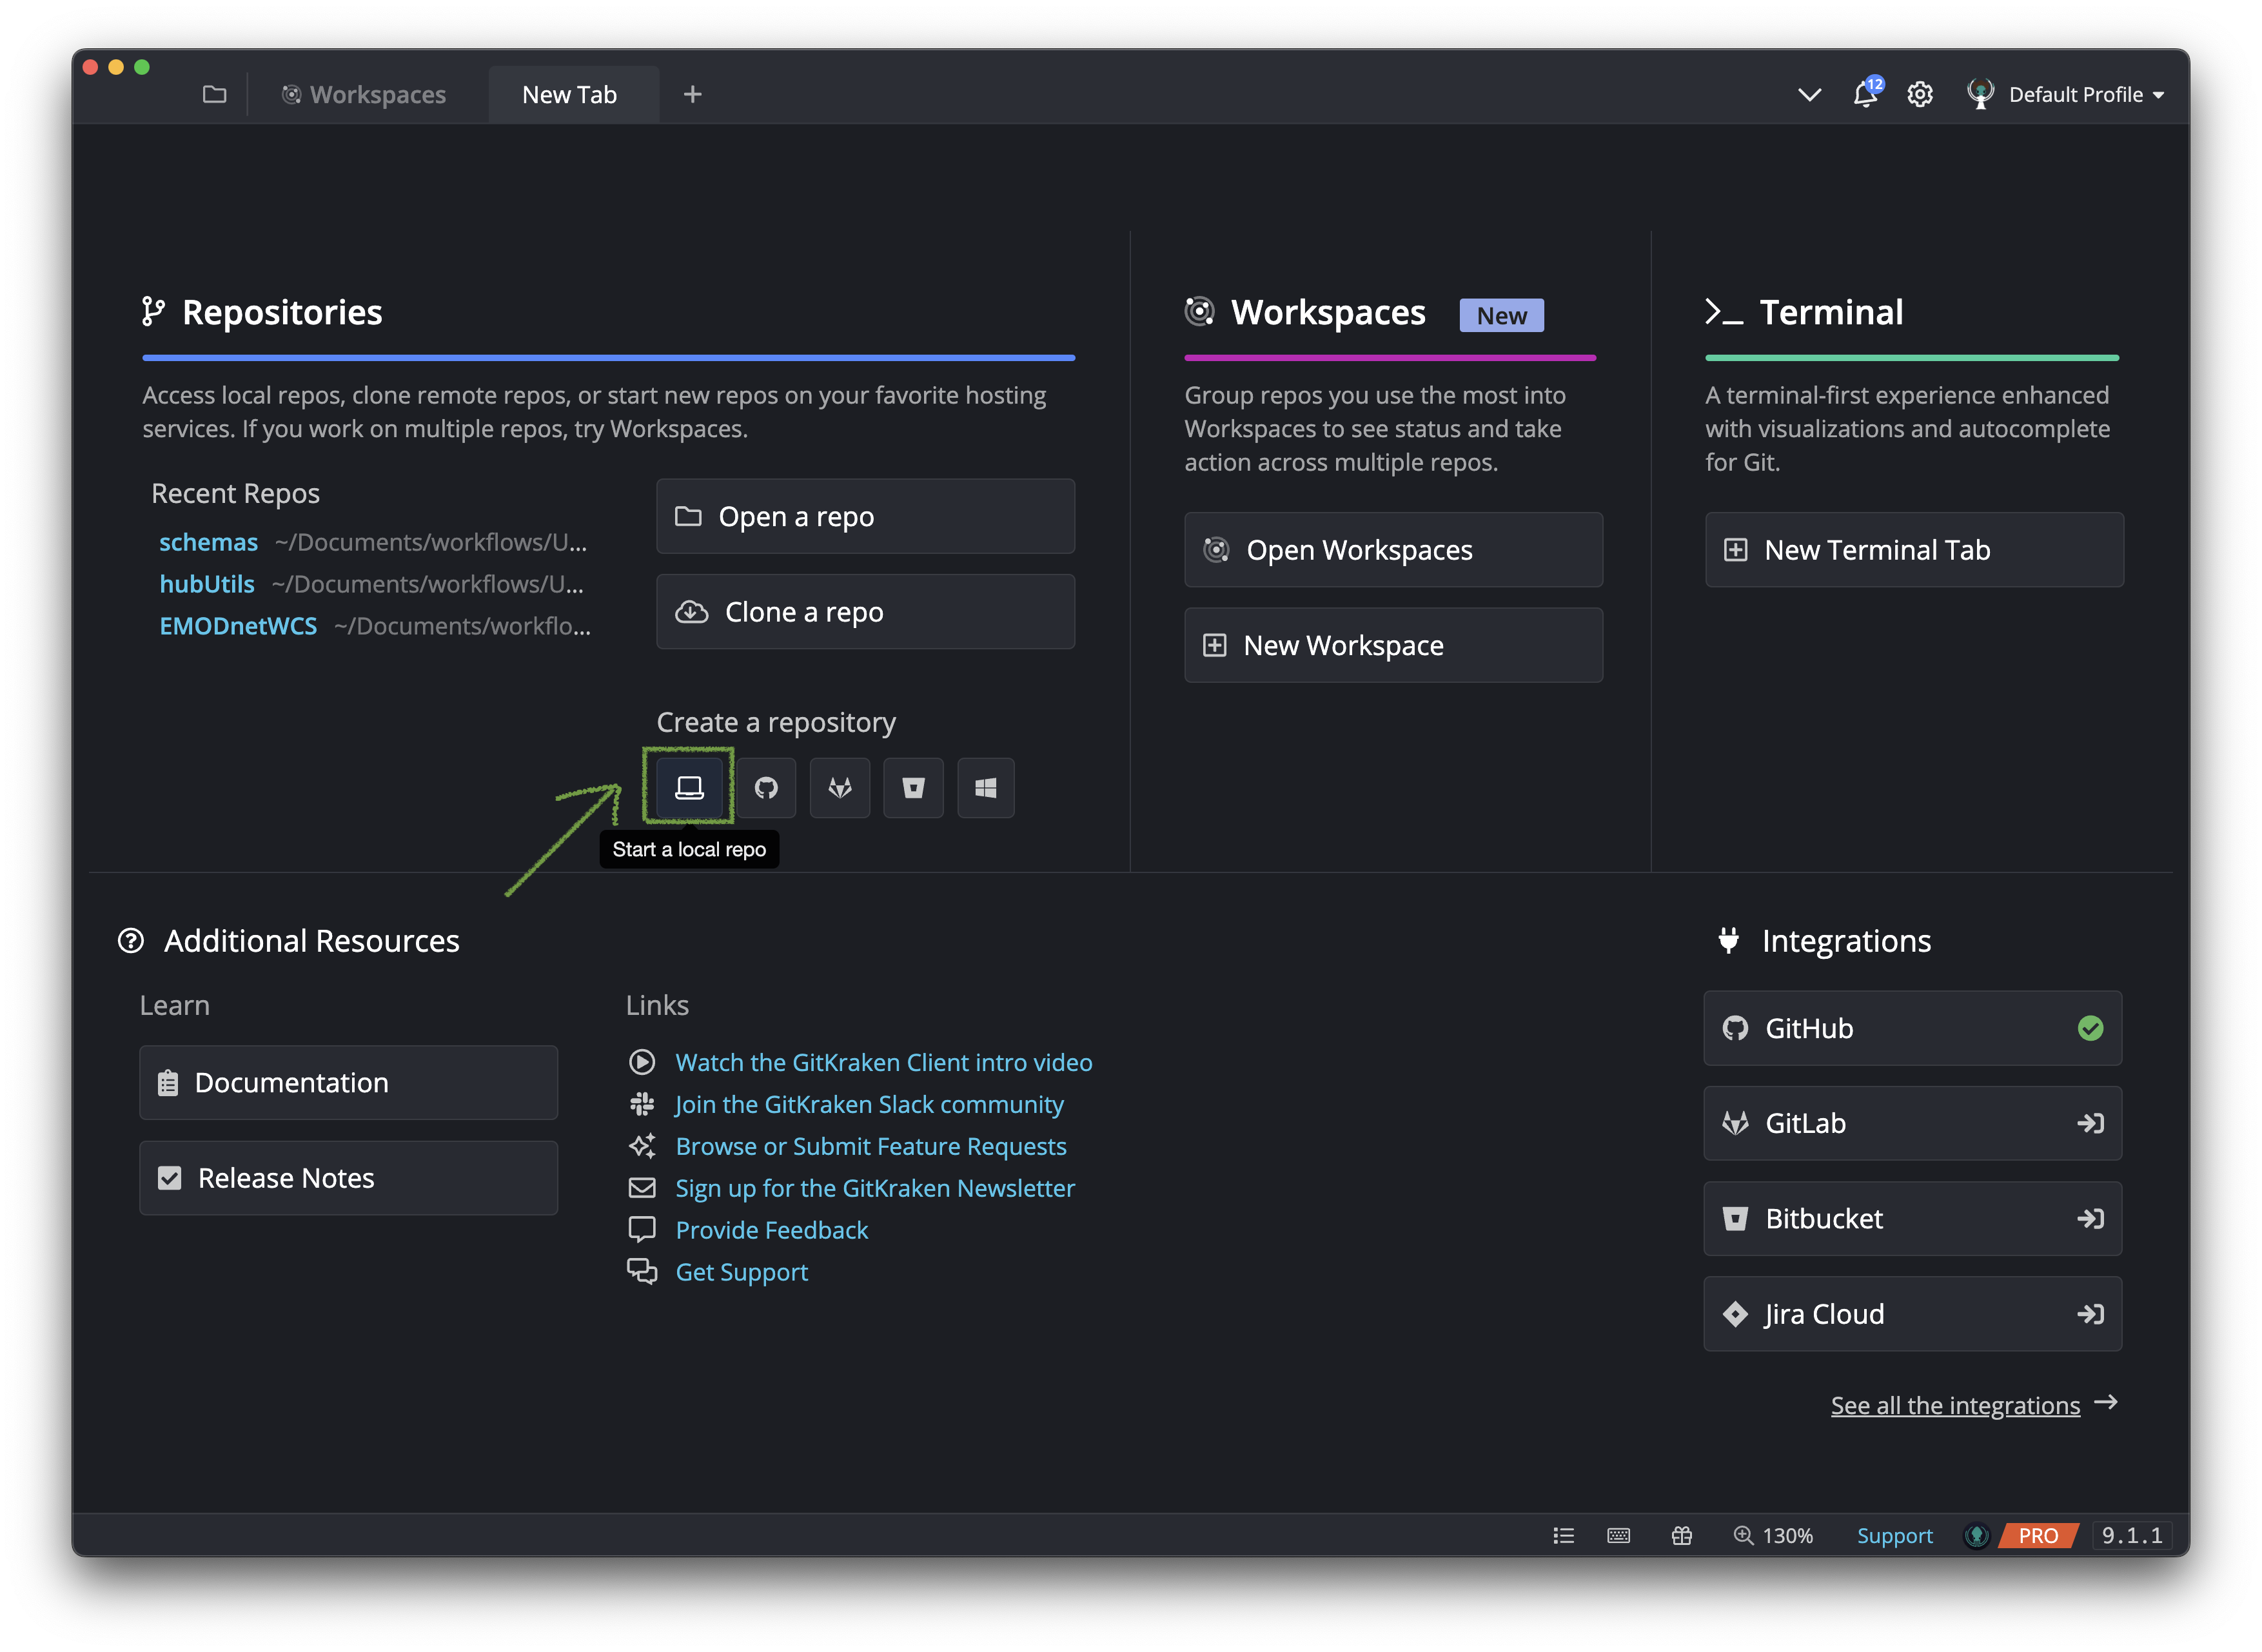 Workspaces
New Tab
12
Default Profile
Repositories
Access local repos, clone remote repos, or start new repos on your favorite hosting
services. If you work on multiple repos, try Workspaces.
Recent Repos
schemas ~/Documents/workflows/U...
hubUtils ~/Documents/workflows/U...
EMODnetWCS ~/Documents/workflo...
Open a repo
Clone a repo
Create a repository
Start a local repo
Workspaces New
Group repos you use the most into
Workspaces to see status and take
action across multiple repos.
Open Workspaces
New Workspace
Terminal
A terminal-first experience enhanced
with visualizations and autocomplete
for Git.
New Terminal Tab
Additional Resources
Learn
Documentation
Release Notes
Links
Watch the GitKraken Client intro video
Join the GitKraken Slack community
Browse or Submit Feature Requests
Sign up for the GitKraken Newsletter
Provide Feedback
Get Support
Integrations
GitHub
GitLab
Bitbucket
Jira Cloud
See all the integrations
130%
Support
PRO
9.1.1